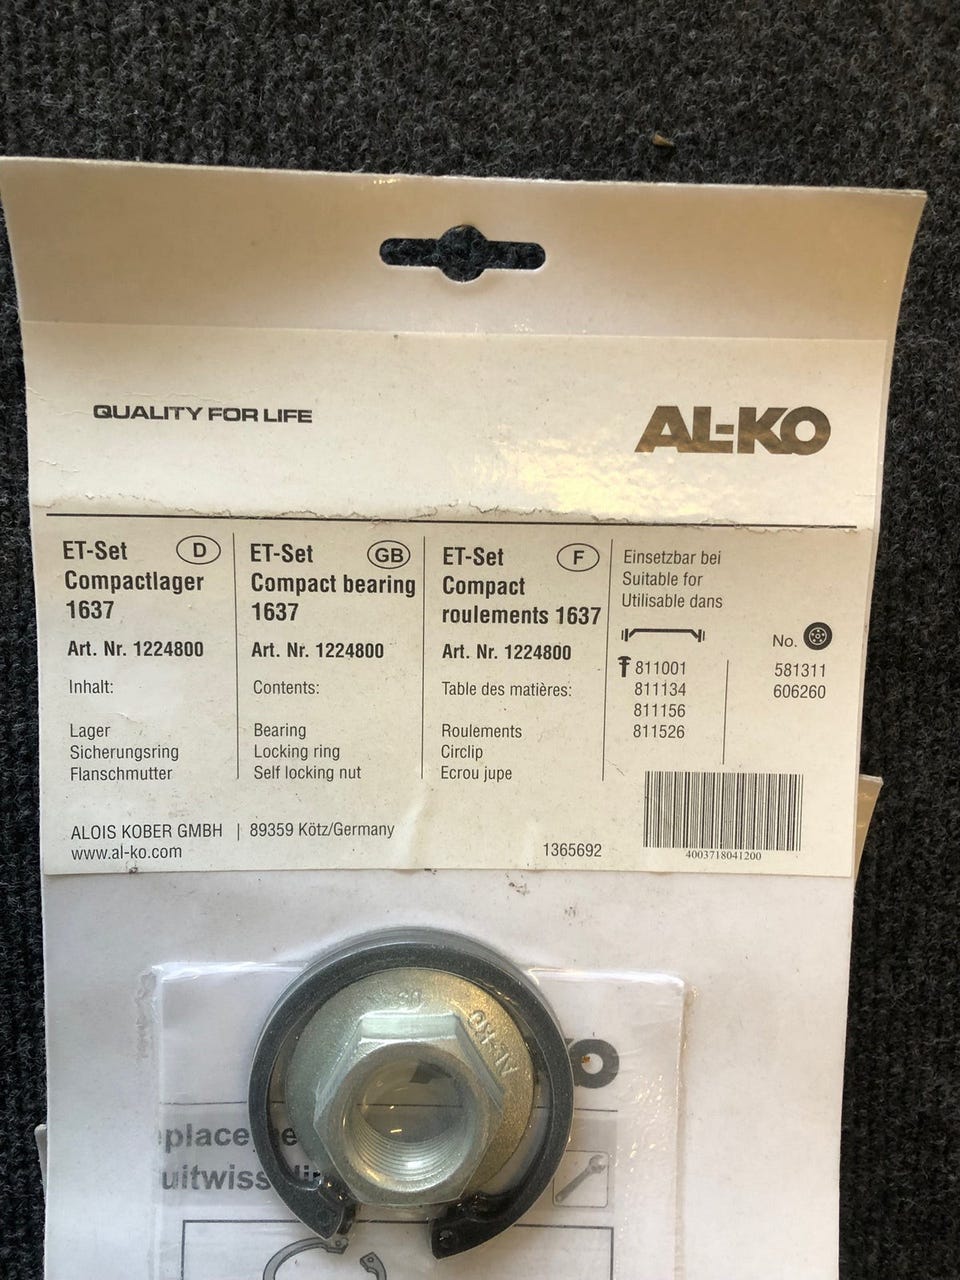 QUALITY FOR LIFE
AL-KO
ET-Set D
Compactlager
1637
Art. Nr. 1224800
Inhalt:
Lager
Sicherungsring
Flanschmutter
ET-Set GB
Compact bearing
1637
Art. Nr. 1224800
Contents:
Bearing
Locking ring
Self locking nut
ET-Set F
Compact
roulements 1637
Art. Nr. 1224800
Table des matières:
Roulements
Circlip
Ecrou jupe
Einsetzbar bei
Suitable for
Utilisable dans
811001
811134
811156
811526
No.
581311
606260
ALOIS KOBER GMBH | 89359 Kötz/Germany
www.al-ko.com
1365692
4003718041200
AL-KO